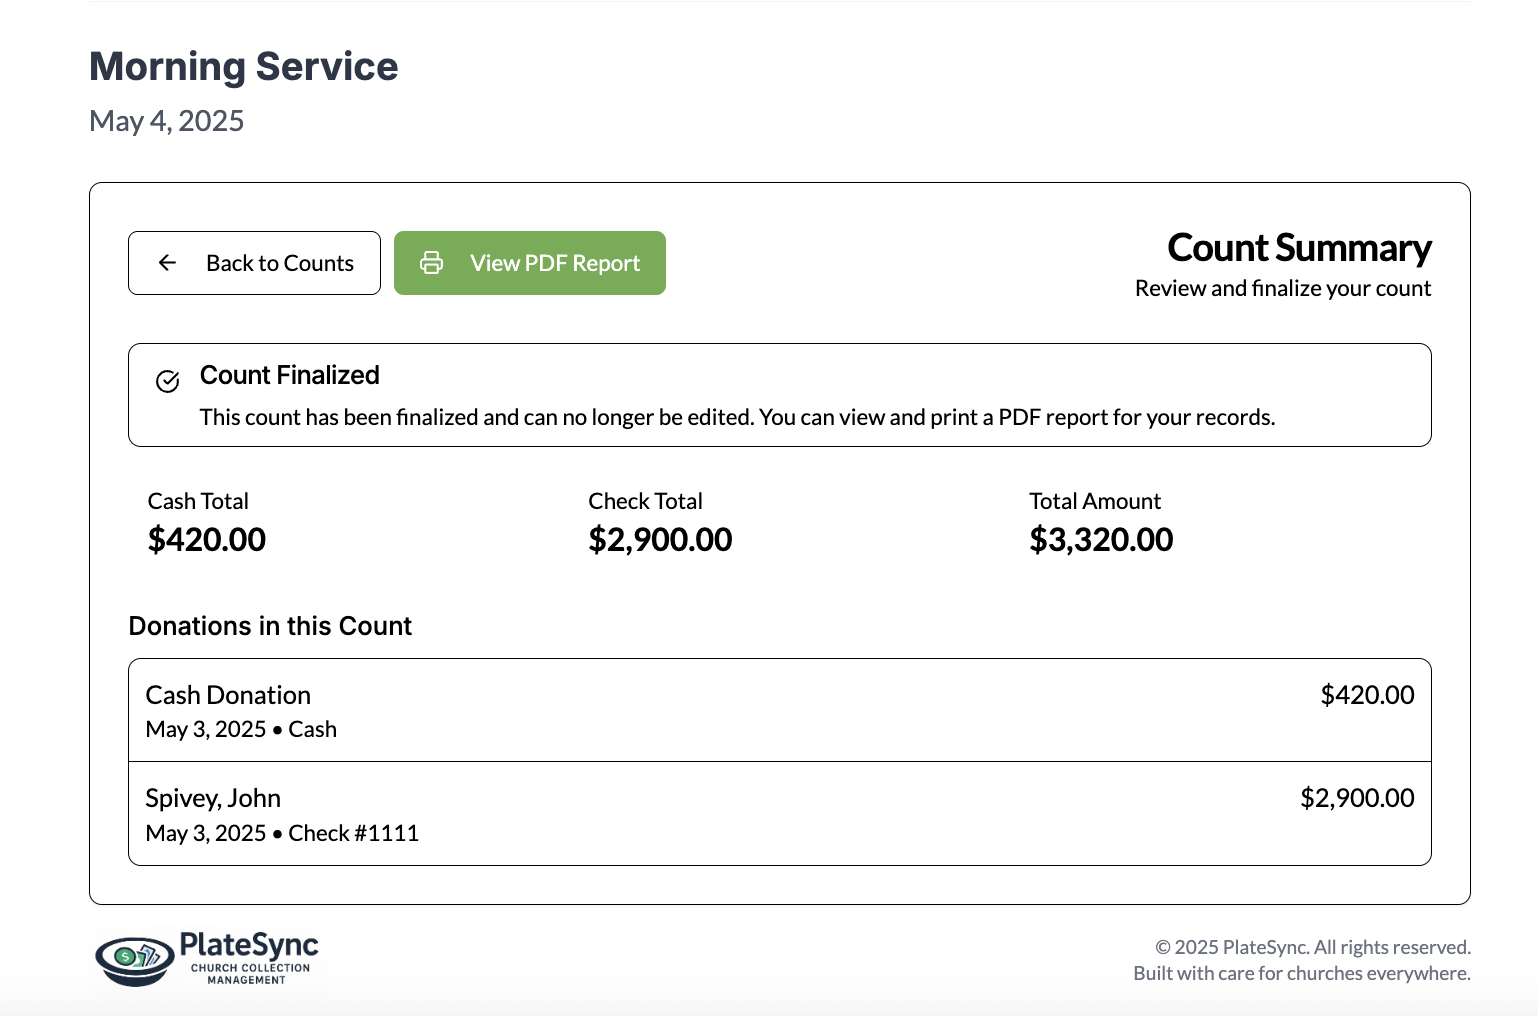 Morning Service
May 4, 2025
Back to Counts
View PDF Report
Count Summary
Review and finalize your count
Count Finalized
This count has been finalized and can no longer be edited. You can view and print a PDF report for your records.
Cash Total
$420.00
Check Total
$2,900.00
Total Amount
$3,320.00
Donations in this Count
Cash Donation
$420.00
May 3, 2025 • Cash
Spivey, John
$2,900.00
May 3, 2025 • Check #1111
$
PlateSync
CHURCH COLLECTION
MANAGEMENT
© 2025 PlateSync. All rights reserved.
Built with care for churches everywhere.